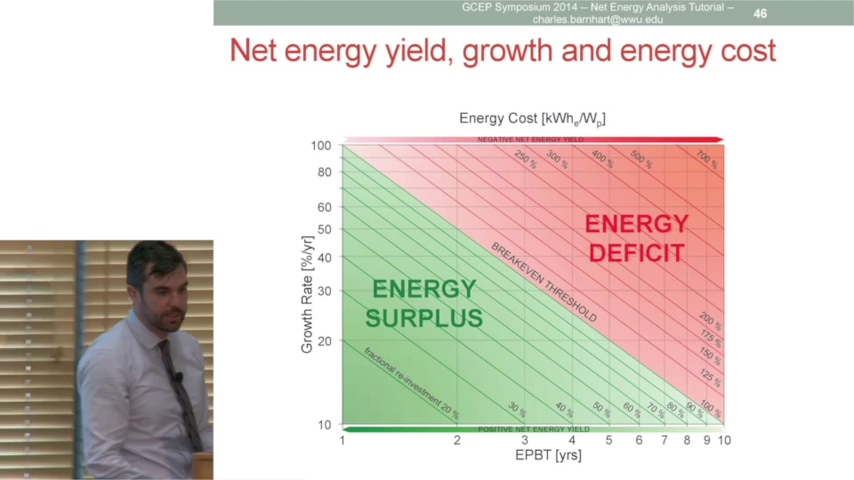 GCEP Symposium 2014 -- Net Energy Analysis Tutorial --
charles.barnhart@wwu.edu
46
Net energy yield, growth and energy cost
Energy Cost [kWhe/Wp]
NEGATIVE NET ENERGY YIELD
100
80
60
50
40
30
20
10
Growth Rate [%/yr]
250 %
300 %
400 %
500 %
700 %
ENERGY
DEFICIT
BREAKEVEN THRESHOLD
ENERGY
SURPLUS
200 %
175 %
150 %
125 %
100 %
fractional re-investment 20 %
30 %
40 %
50 %
60 %
70 %
80 %
90 %
POSITIVE NET ENERGY YIELD
1
2
3
4
5
6
7
8
9
10
EPBT [yrs]